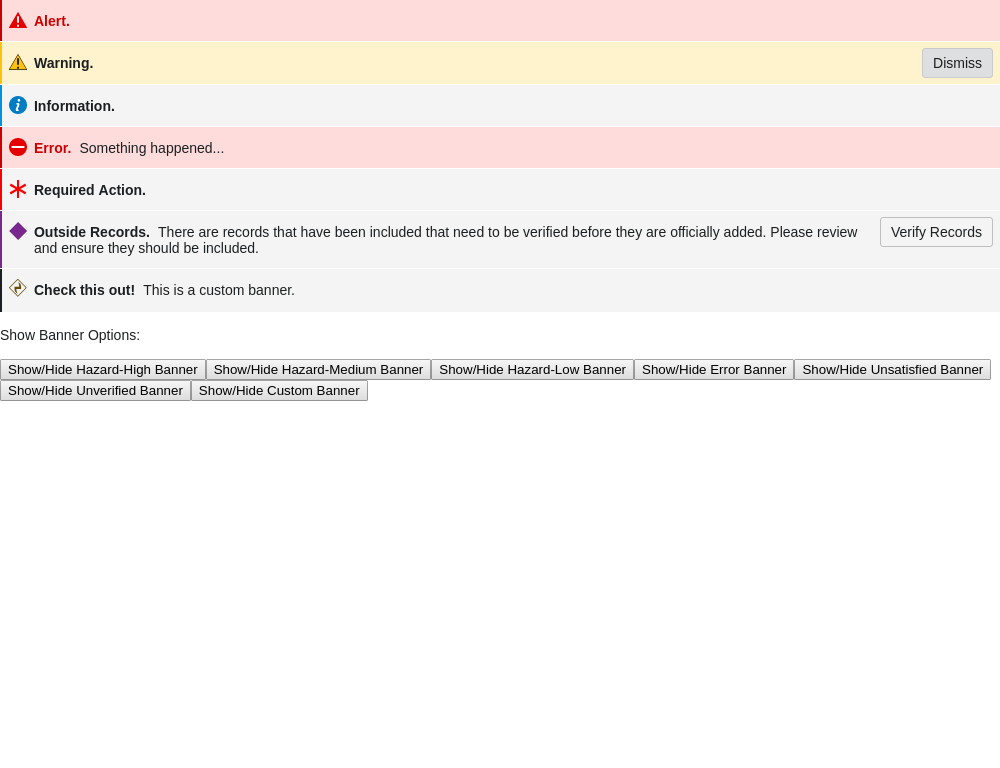 Alert.
Warning. Dismiss
Information.
Error. Something happened...
Required Action.
Outside Records. There are records that have been included that need to be verified before they are officially added. Please review Verify Records
and ensure they should be included.
Check this out! This is a custom banner.
Show Banner Options:
Show/Hide Hazard-High Banner Show/Hide Hazard-Medium Banner Show/Hide Hazard-Low Banner Show/Hide Error Banner Show/Hide Unsatisfied Banner
Show/Hide Unverified Banner Show/Hide Custom Banner